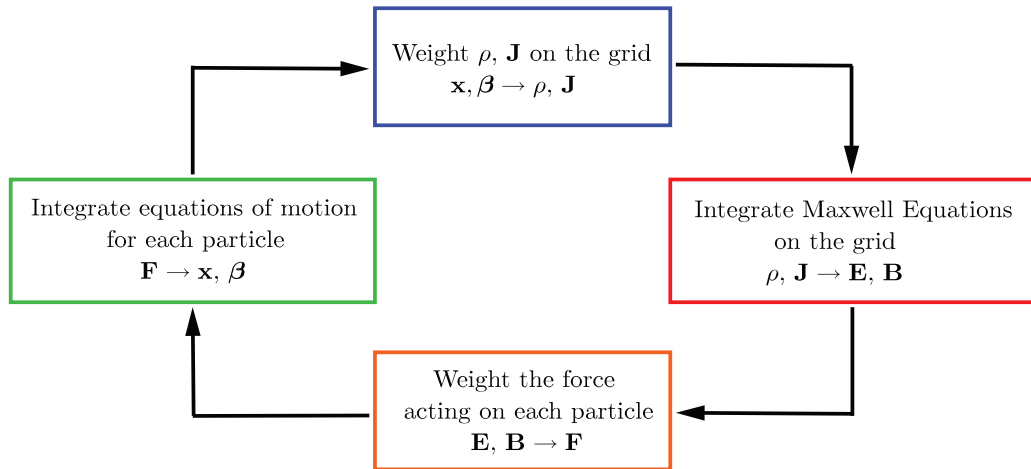 Weight ρ, J on the grid
x, β → ρ, J
Integrate equations of motion
for each particle
F → x, β
Integrate Maxwell Equations
on the grid
ρ, J → E, B
Weight the force
acting on each particle
E, B → F